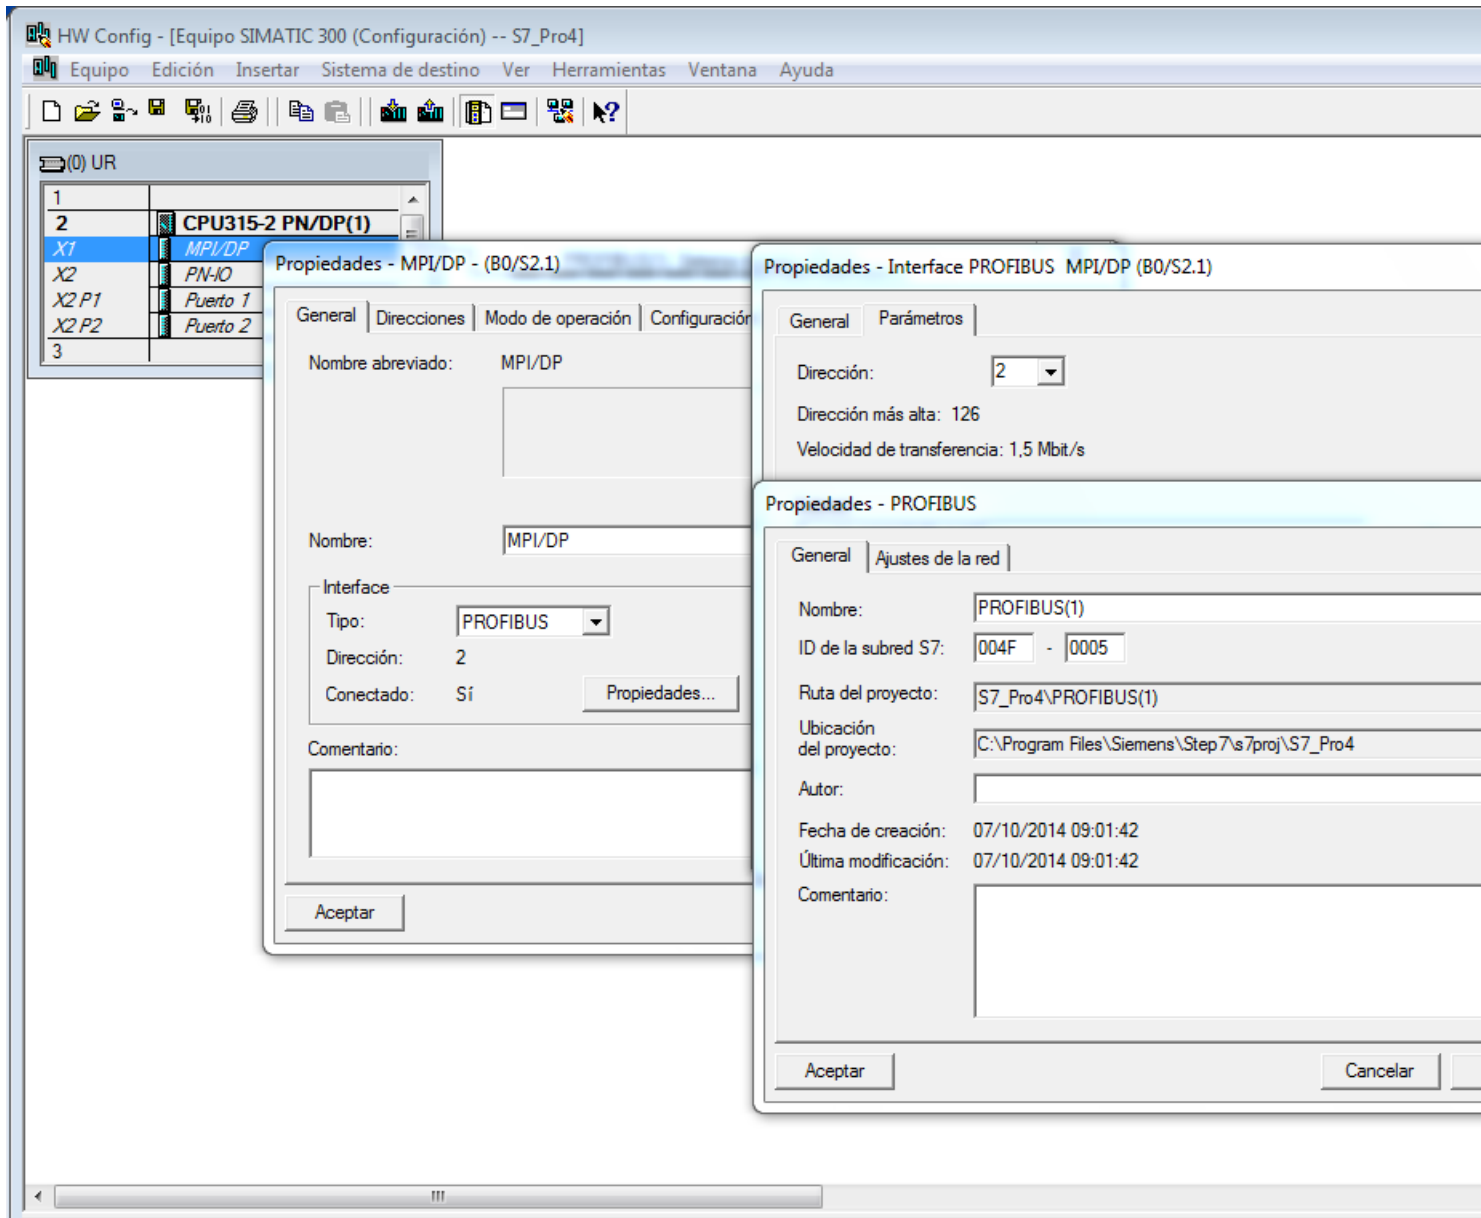 HW Config - [Equipo SIMATIC 300 (Configuración) -- S7_Pro4]
Equipo Edición Insertar Sistema de destino Ver Herramientas Ventana Ayuda
(0) UR
1
2 CPU315-2 PN/DP(1)
X1 MPI/DP
X2 PN-IO
X2 P1 Puerto 1
X2 P2 Puerto 2
3
Propiedades - MPI/DP - (B0/S2.1)
General Direcciones Modo de operación Configuración
Nombre abreviado: MPI/DP
Nombre: MPI/DP
Interface
Tipo: PROFIBUS
Dirección: 2
Conectado: Sí Propiedades...
Comentario:
Aceptar
Propiedades - Interface PROFIBUS MPI/DP (B0/S2.1)
General Parámetros
Dirección: 2
Dirección más alta: 126
Velocidad de transferencia: 1,5 Mbit/s
Propiedades - PROFIBUS
General Ajustes de la red
Nombre: PROFIBUS(1)
ID de la subred S7: 004F - 0005
Ruta del proyecto: S7_Pro4\PROFIBUS(1)
Ubicación
del proyecto: C:\Program Files\Siemens\Step7\s7proj\S7_Pro4
Autor:
Fecha de creación: 07/10/2014 09:01:42
Última modificación: 07/10/2014 09:01:42
Comentario:
Aceptar Cancelar